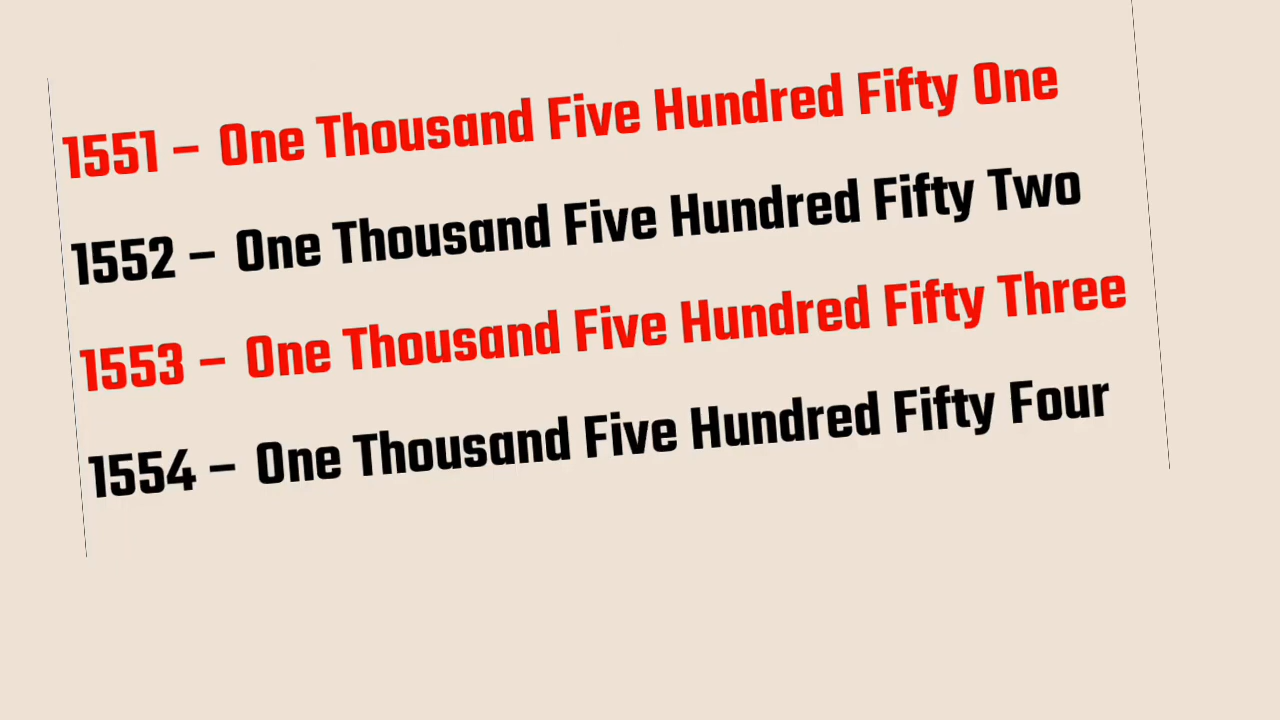 1551 – One Thousand Five Hundred Fifty One
1552 – One Thousand Five Hundred Fifty Two
1553 – One Thousand Five Hundred Fifty Three
1554 – One Thousand Five Hundred Fifty Four